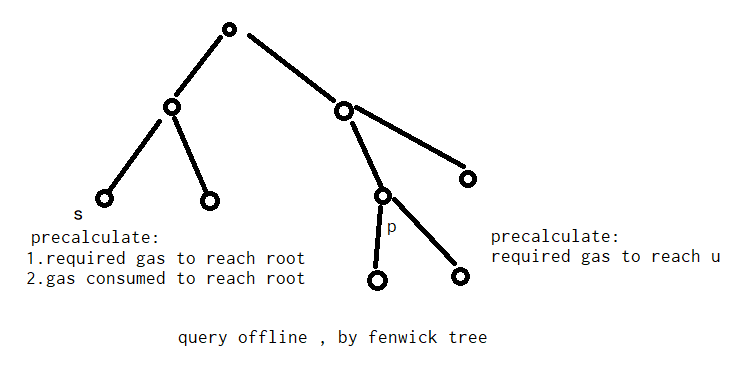 s
precalculate:
1.required gas to reach root
2.gas consumed to reach root
p
precalculate:
required gas to reach u
query offline , by fenwick tree